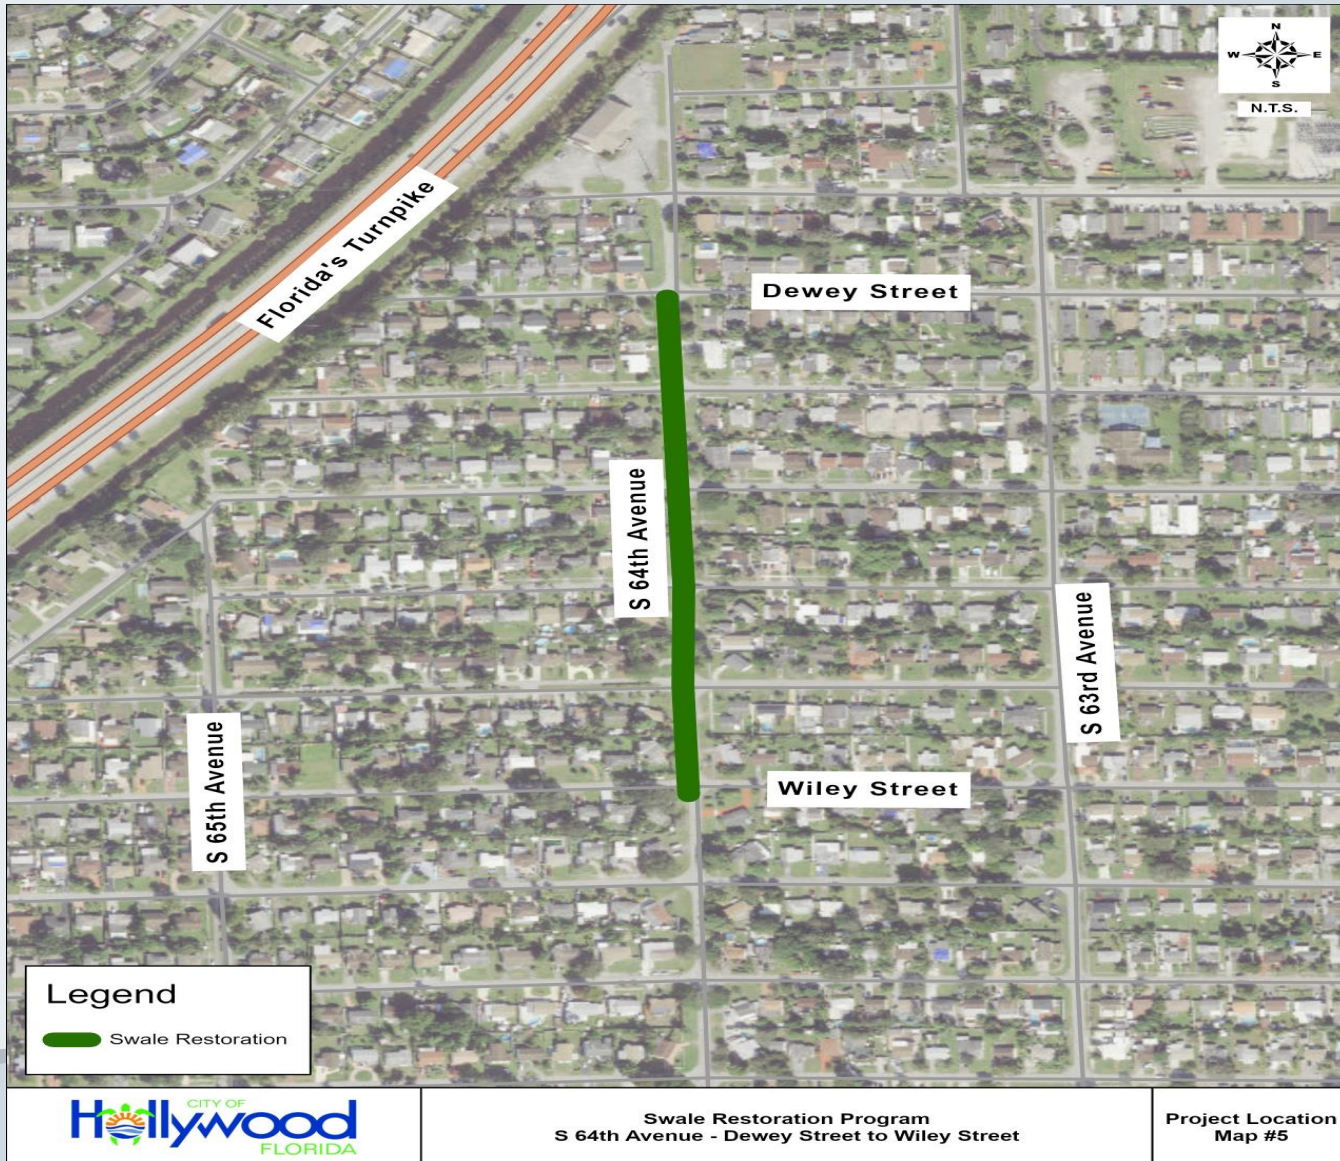 N
W E
S
N.T.S.
Florida's Turnpike
Dewey Street
S 64th Avenue
S 63rd Avenue
S 65th Avenue
Wiley Street
Legend
Swale Restoration
CITY OF
Hollywood
FLORIDA
Swale Restoration Program
S 64th Avenue - Dewey Street to Wiley Street
Project Location
Map #5